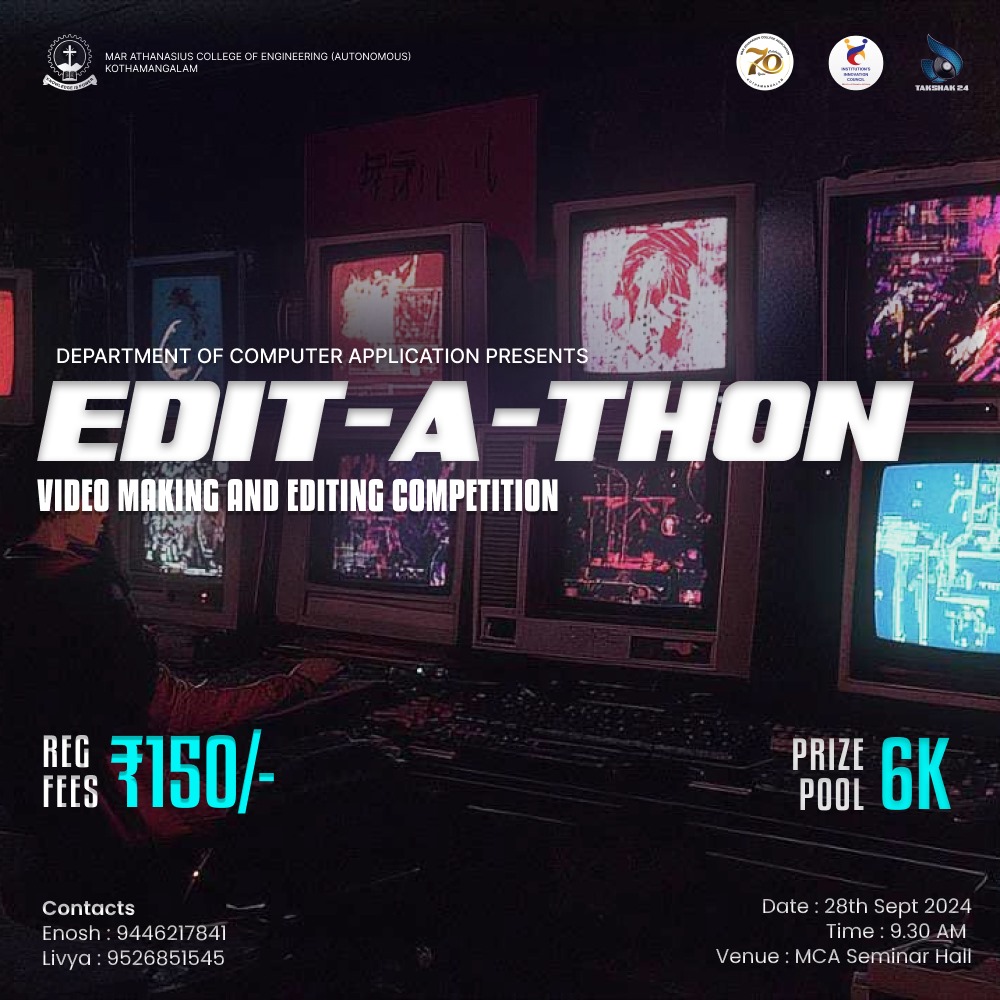 MAR ATHANASIUS COLLEGE OF ENGINEERING (AUTONOMOUS)
KOTHAMANGALAM
70
INSTITUTION'S
INNOVATION
COUNCIL
TAKSHAK 24
DEPARTMENT OF COMPUTER APPLICATION PRESENTS
EDIT-A-THON
VIDEO MAKING AND EDITING COMPETITION
REG
FEES ₹150/-
PRIZE
POOL 6K
Contacts
Enosh : 9446217841
Livya : 9526851545
Date : 28th Sept 2024
Time : 9.30 AM
Venue : MCA Seminar Hall